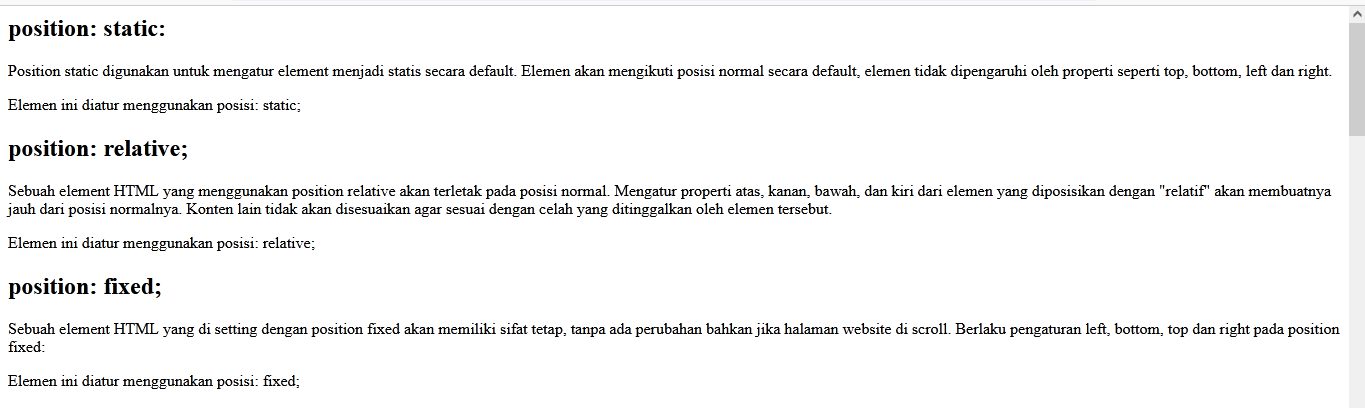 position: static:
Position static digunakan untuk mengatur element menjadi statis secara default. Elemen akan mengikuti posisi normal secara default, elemen tidak dipengaruhi oleh properti seperti top, bottom, left dan right.
Elemen ini diatur menggunakan posisi: static;
position: relative;
Sebuah element HTML yang menggunakan position relative akan terletak pada posisi normal. Mengatur properti atas, kanan, bawah, dan kiri dari elemen yang diposisikan dengan "relatif" akan membuatnya
jauh dari posisi normalnya. Konten lain tidak akan disesuaikan agar sesuai dengan celah yang ditinggalkan oleh elemen tersebut.
Elemen ini diatur menggunakan posisi: relative;
position: fixed;
Sebuah element HTML yang di setting dengan position fixed akan memiliki sifat tetap, tanpa ada perubahan bahkan jika halaman website di scroll. Berlaku pengaturan left, bottom, top dan right pada position
fixed:
Elemen ini diatur menggunakan posisi: fixed;